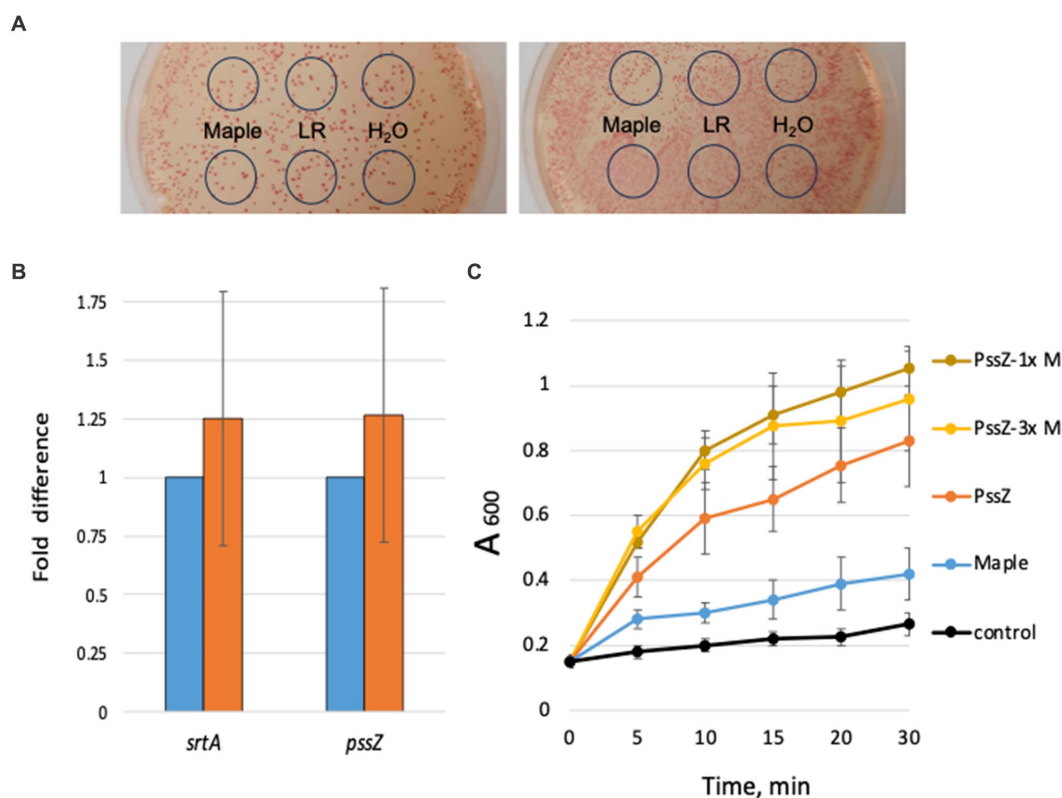 A
Maple LR H₂O
Maple LR H₂O
B
Fold difference
1.75
1.5
1.25
1
0.75
0.5
0.25
0
srtA pssZ
C
A 600
1.2
1
0.8
0.6
0.4
0.2
0
0 5 10 15 20 30
Time, min
PssZ-1x M
PssZ-3x M
PssZ
Maple
control